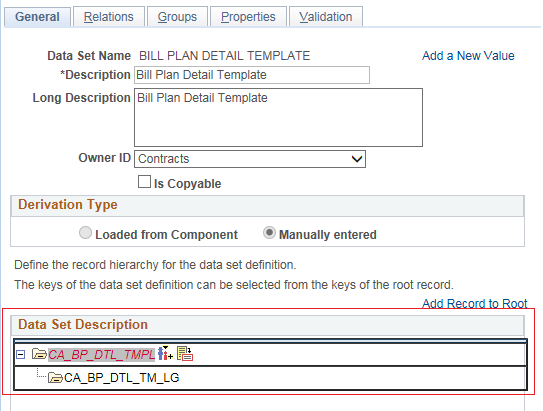 General Relations Groups Properties Validation
Data Set Name BILL PLAN DETAIL TEMPLATE Add a New Value
*Description Bill Plan Detail Template
Long Description Bill Plan Detail Template
Owner ID Contracts
Is Copyable
Derivation Type
Loaded from Component Manually entered
Define the record hierarchy for the data set definition.
The keys of the data set definition can be selected from the keys of the root record.
Add Record to Root
Data Set Description
CA_BP_DTL_TMPL
CA_BP_DTL_TM_LG